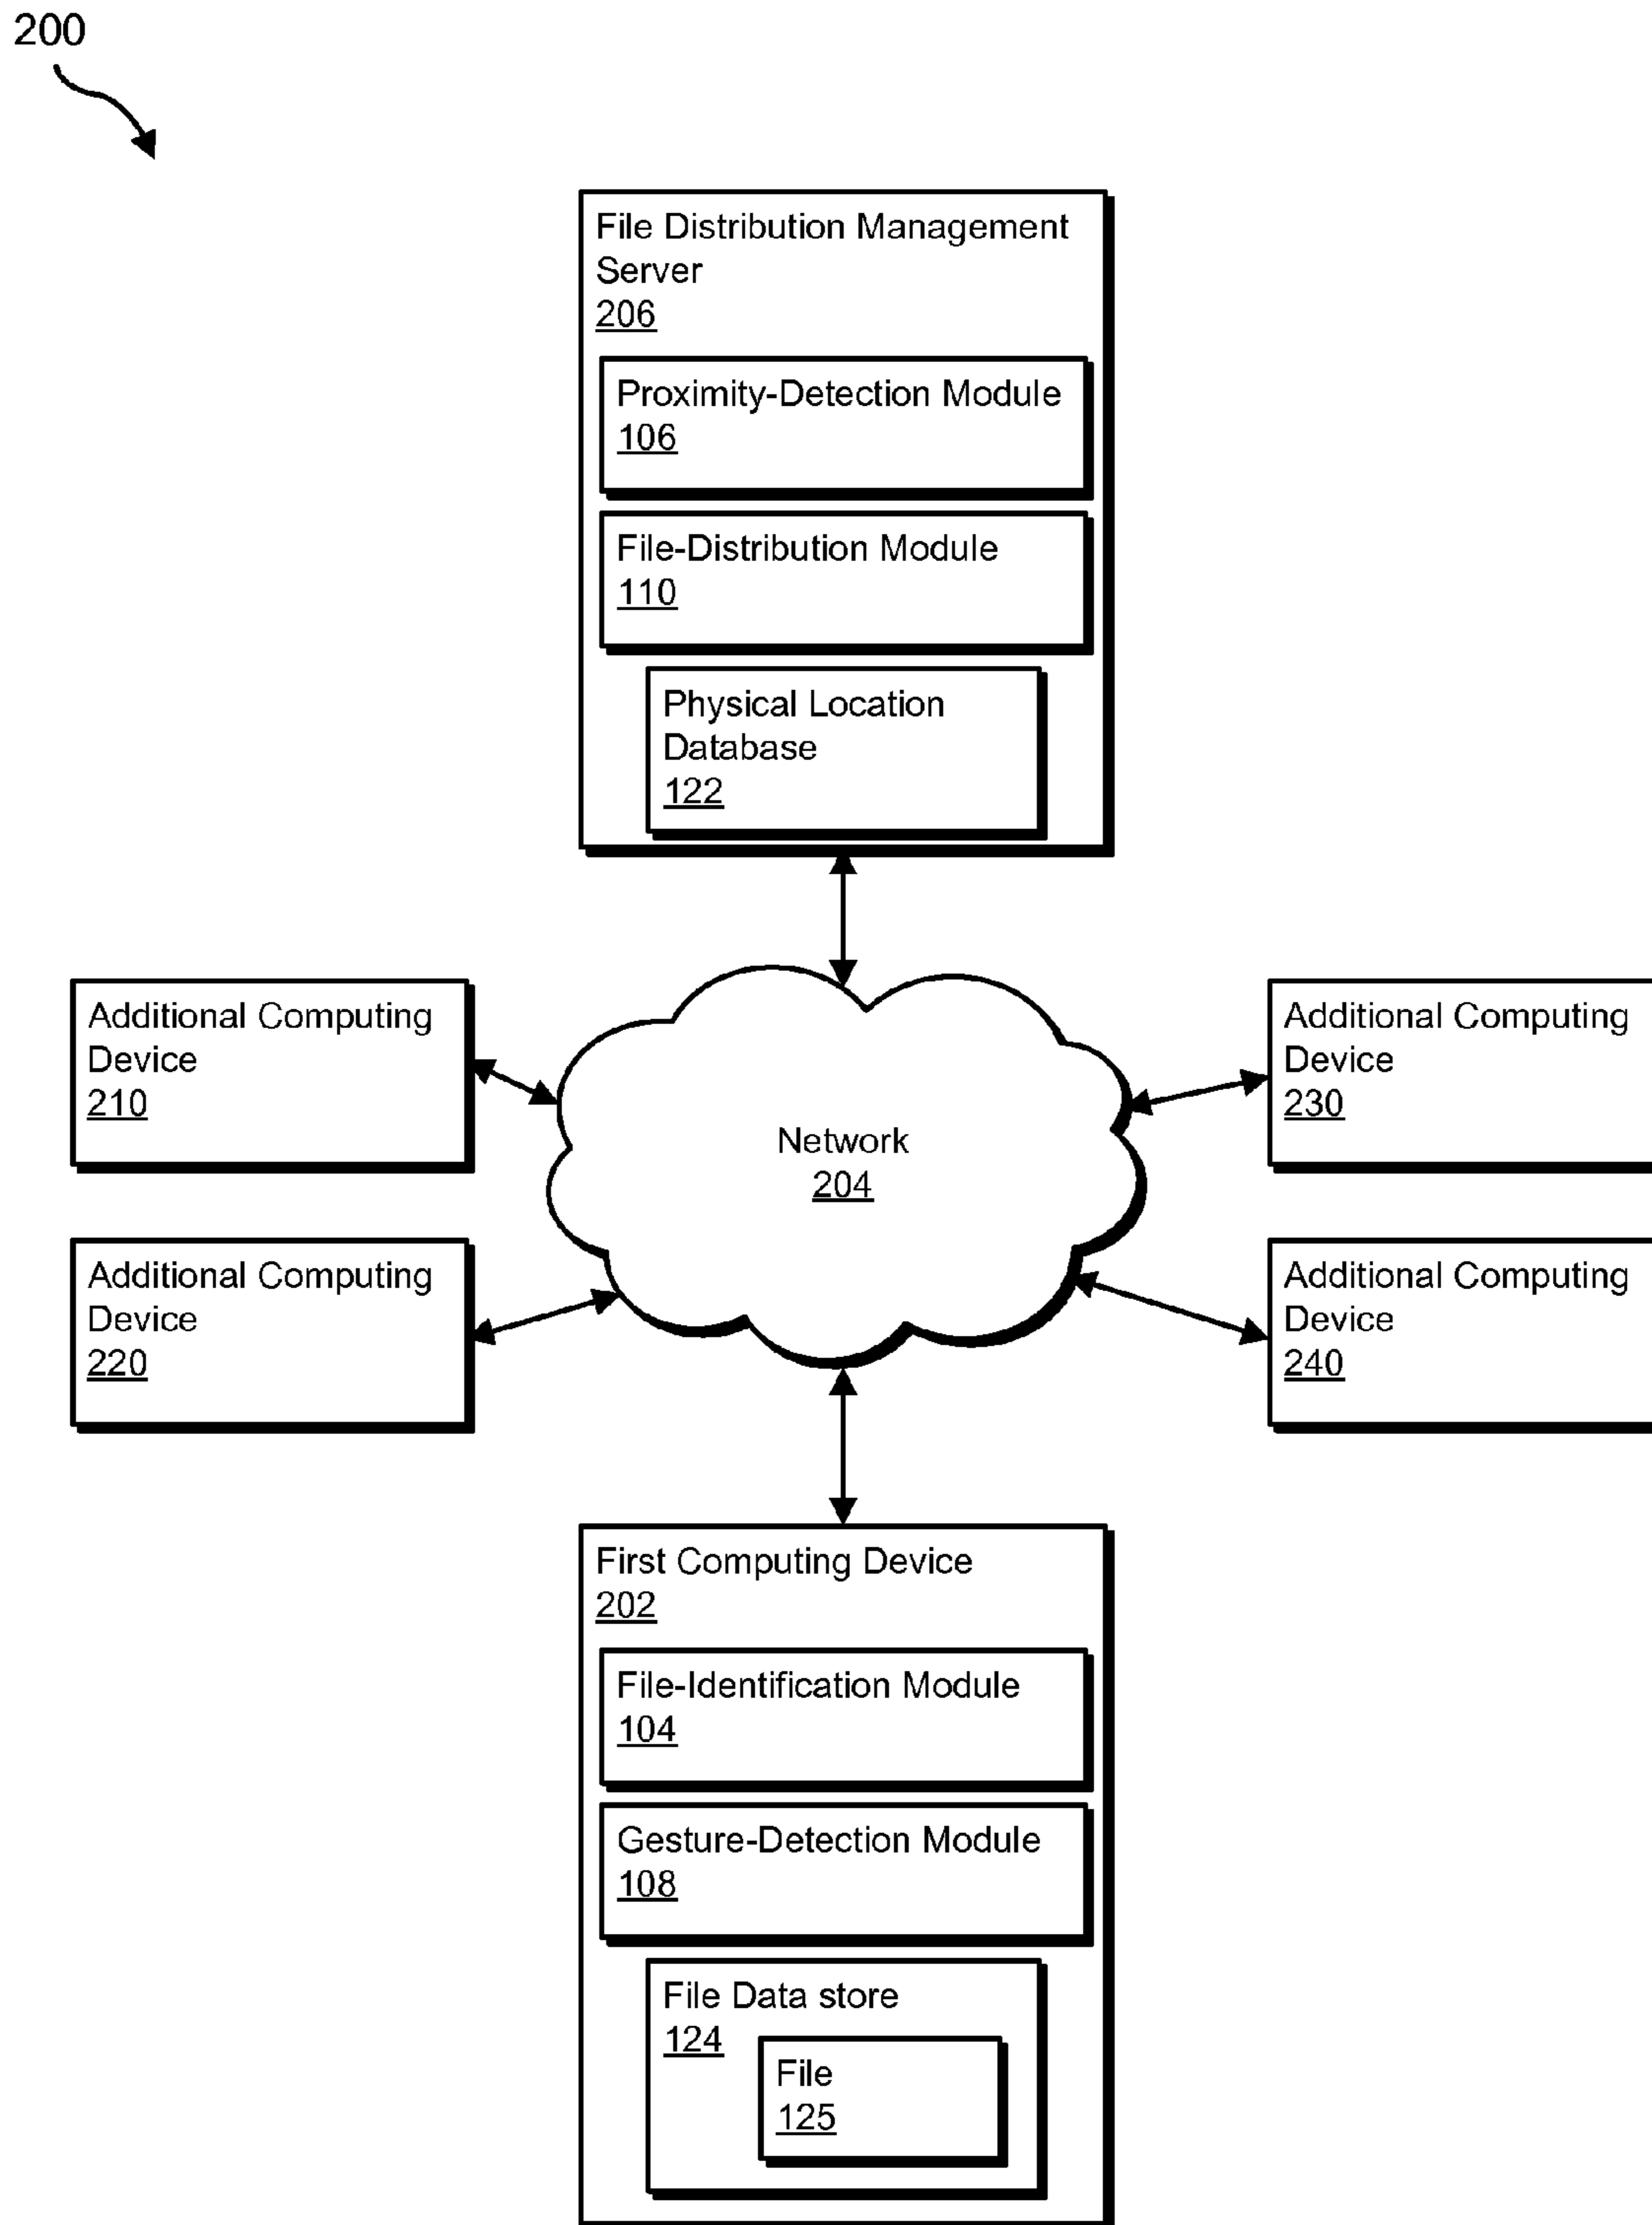 200
File Distribution Management
Server
206
Proximity-Detection Module
106
File-Distribution Module
110
Physical Location
Database
122
Additional Computing
Device
210
Additional Computing
Device
230
Network
204
Additional Computing
Device
220
Additional Computing
Device
240
First Computing Device
202
File-Identification Module
104
Gesture-Detection Module
108
File Data store
124
File
125